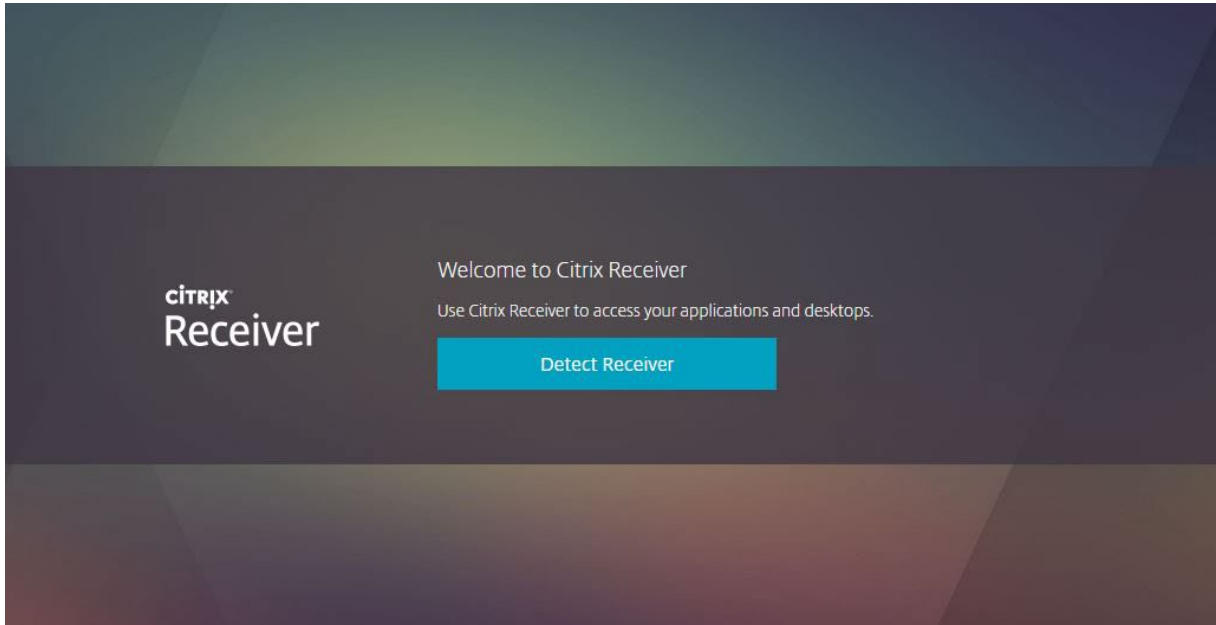 Welcome to Citrix Receiver
CITRIX
Receiver
Use Citrix Receiver to access your applications and desktops.
Detect Receiver